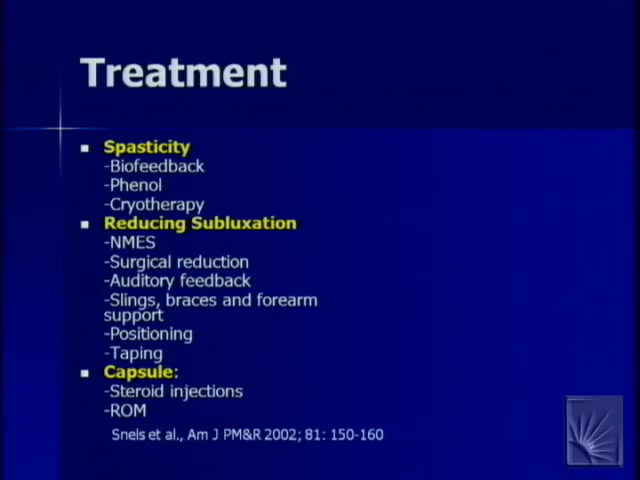 Treatment
Spasticity
-Biofeedback
-Phenol
-Cryotherapy
Reducing Subluxation
-NMES
-Surgical reduction
-Auditory feedback
-Slings, braces and forearm
support
-Positioning
-Taping
Capsule:
-Steroid injections
-ROM
Snels et al., Am J PM&R 2002; 81: 150-160